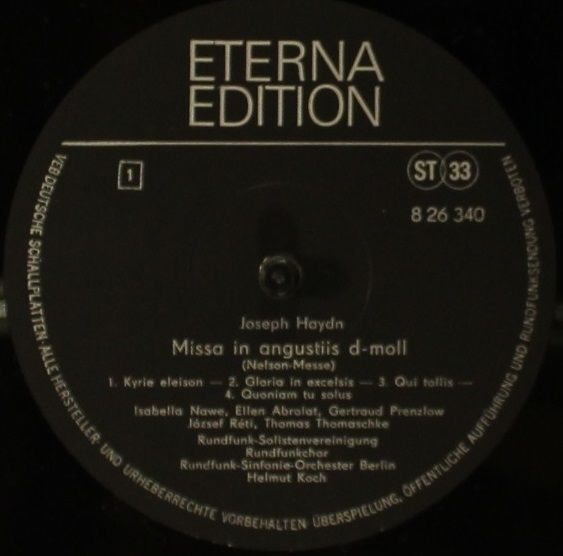 ETERNA
EDITION
1
ST 33
8 26 340
Joseph Haydn
Missa in angustiis d-moll
(Nelson-Messe)
1. Kyrie eleison — 2. Gloria in excelsis — 3. Qui tollis —
4. Quoniam tu solus
Isabella Nawe, Ellen Abrolat, Gertraud Prenzlow
József Réti, Thomas Thomaschke
Rundfunk-Solistenvereinigung
Rundfunkchor
Rundfunk-Sinfonie-Orchester Berlin
Helmut Koch
VEB DEUTSCHE SCHALLPLATTEN · ALLE HERSTELLER UND URHEBERRECHTE VORBEHALTEN ÜBERSPIELUNG, ÖFFENTLICHE AUFFÜHRUNG UND RUNDFUNKSENDUNG VERBOTEN